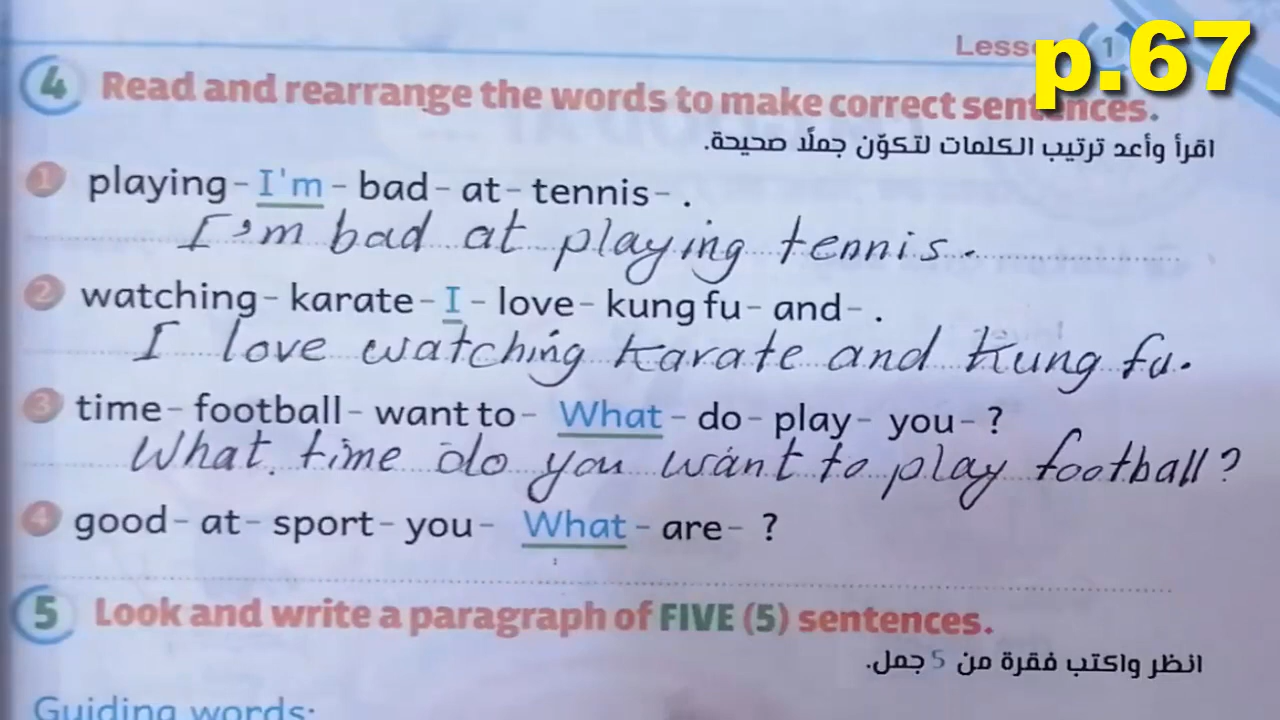 Lesso 1
p.67
4 Read and rearrange the words to make correct sentences.
اقرأ وأعد ترتيب الكلمات لتكوّن جملًا صحيحة.
1 playing - I'm - bad - at - tennis - .
I'm bad at playing tennis.
2 watching - karate - I - love - kung fu - and - .
I love watching karate and kung fu.
3 time - football - want to - What - do - play - you - ?
What time do you want to play football?
4 good - at - sport - you - What - are - ?
5 Look and write a paragraph of FIVE (5) sentences.
انظر واكتب فقرة من 5 جمل.
Guiding words: